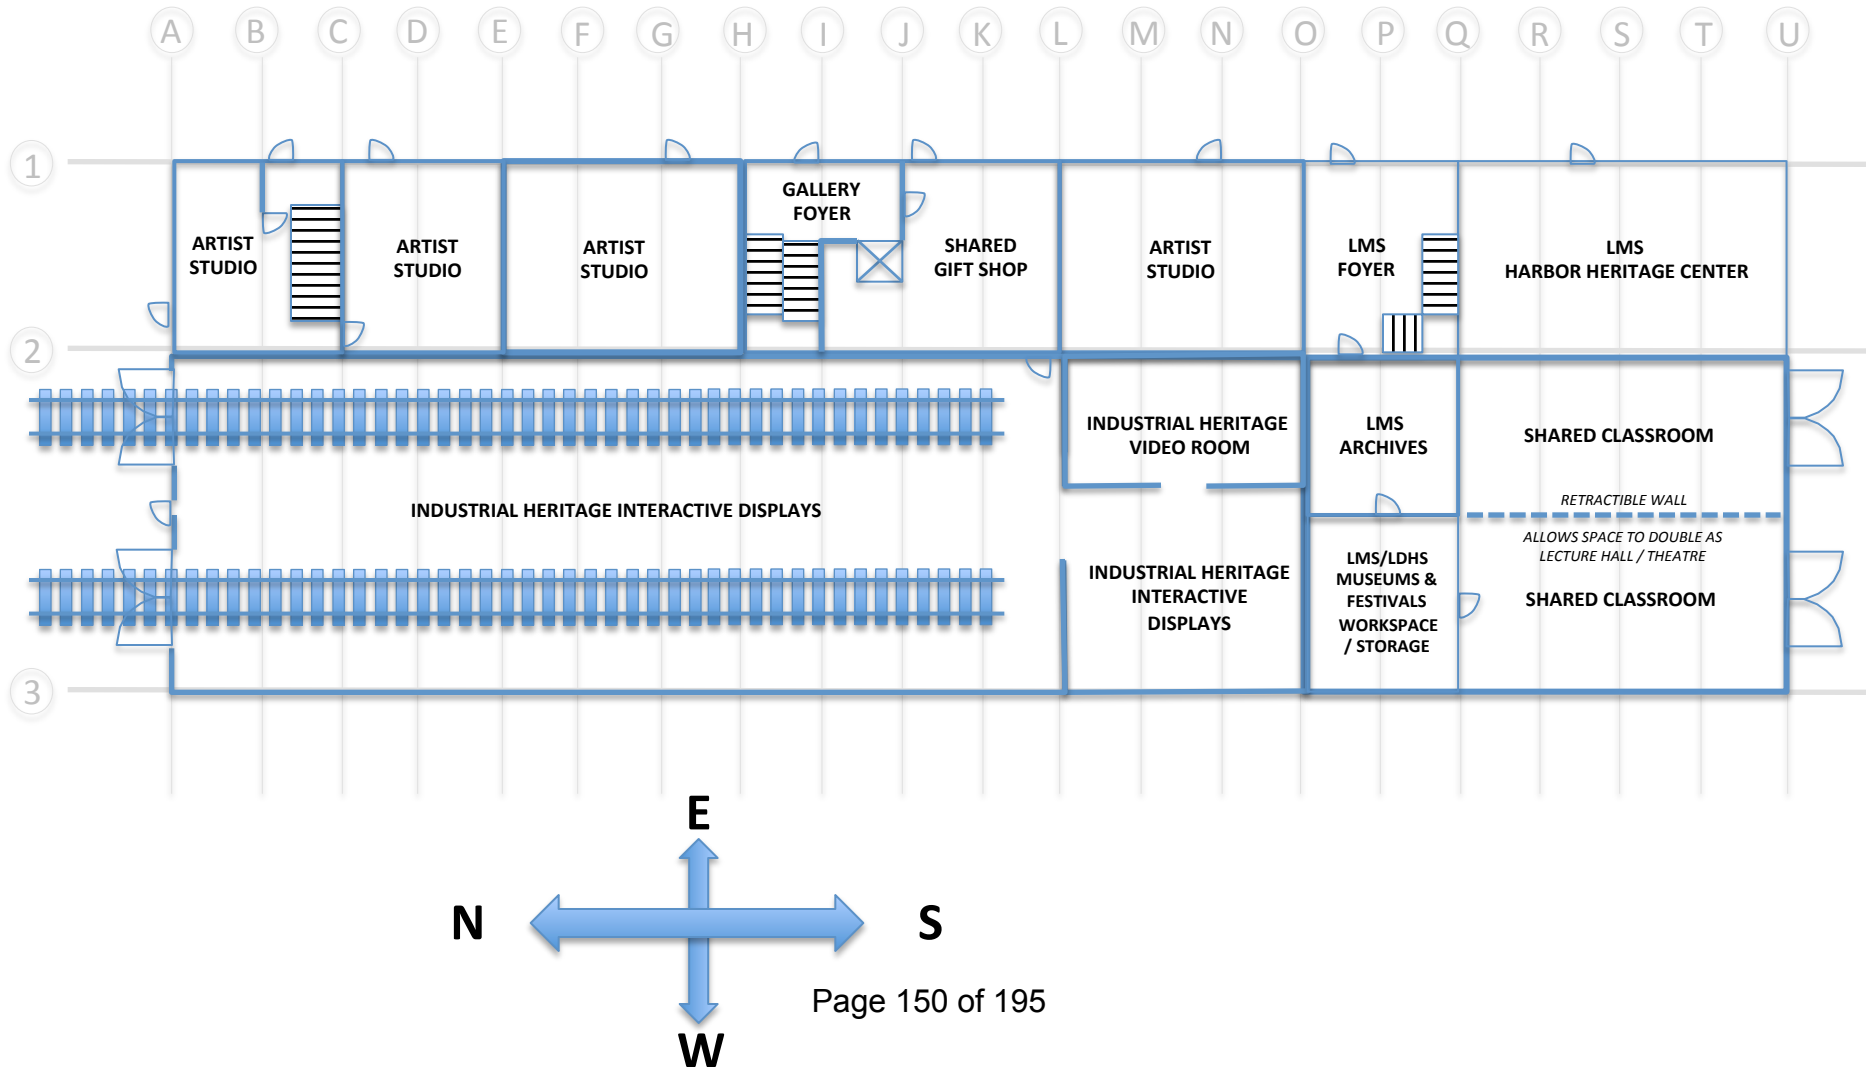 A B C D E F G H I J K L M N O P Q R S T U
1
GALLERY
FOYER
ARTIST
STUDIO
ARTIST
STUDIO
ARTIST
STUDIO
SHARED
GIFT SHOP
ARTIST
STUDIO
LMS
FOYER
LMS
HARBOR HERITAGE CENTER
2
INDUSTRIAL HERITAGE
VIDEO ROOM
LMS
ARCHIVES
SHARED CLASSROOM
RETRACTIBLE WALL
INDUSTRIAL HERITAGE INTERACTIVE DISPLAYS
ALLOWS SPACE TO DOUBLE AS
LECTURE HALL / THEATRE
INDUSTRIAL HERITAGE
INTERACTIVE
DISPLAYS
LMS/LDHS
MUSEUMS &
FESTIVALS
WORKSPACE
/ STORAGE
SHARED CLASSROOM
3
E
N
S
W
Page 150 of 195